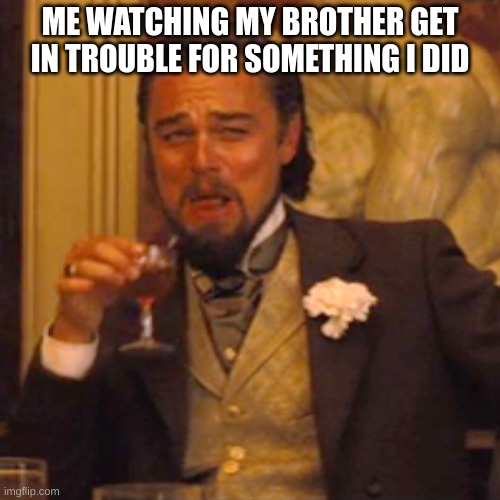 ME WATCHING MY BROTHER GET
IN TROUBLE FOR SOMETHING I DID
imgflip.com